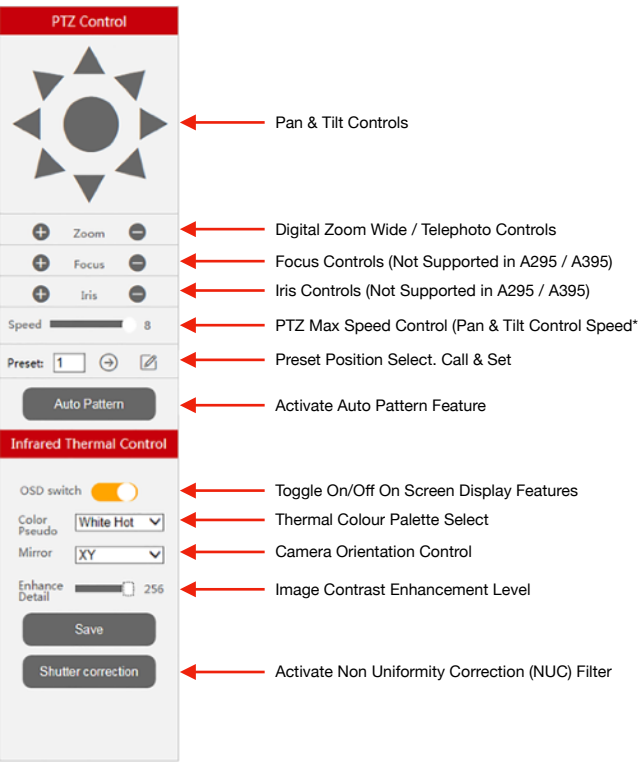 PTZ Control
Pan & Tilt Controls
Zoom Digital Zoom Wide / Telephoto Controls
Focus Focus Controls (Not Supported in A295 / A395)
Iris Iris Controls (Not Supported in A295 / A395)
Speed 8 PTZ Max Speed Control (Pan & Tilt Control Speed*
Preset: 1 Preset Position Select. Call & Set
Auto Pattern Activate Auto Pattern Feature
Infrared Thermal Control
OSD switch Toggle On/Off On Screen Display Features
Color
Pseudo White Hot Thermal Colour Palette Select
Mirror XY Camera Orientation Control
Enhance
Detail 256 Image Contrast Enhancement Level
Save
Shutter correction Activate Non Uniformity Correction (NUC) Filter